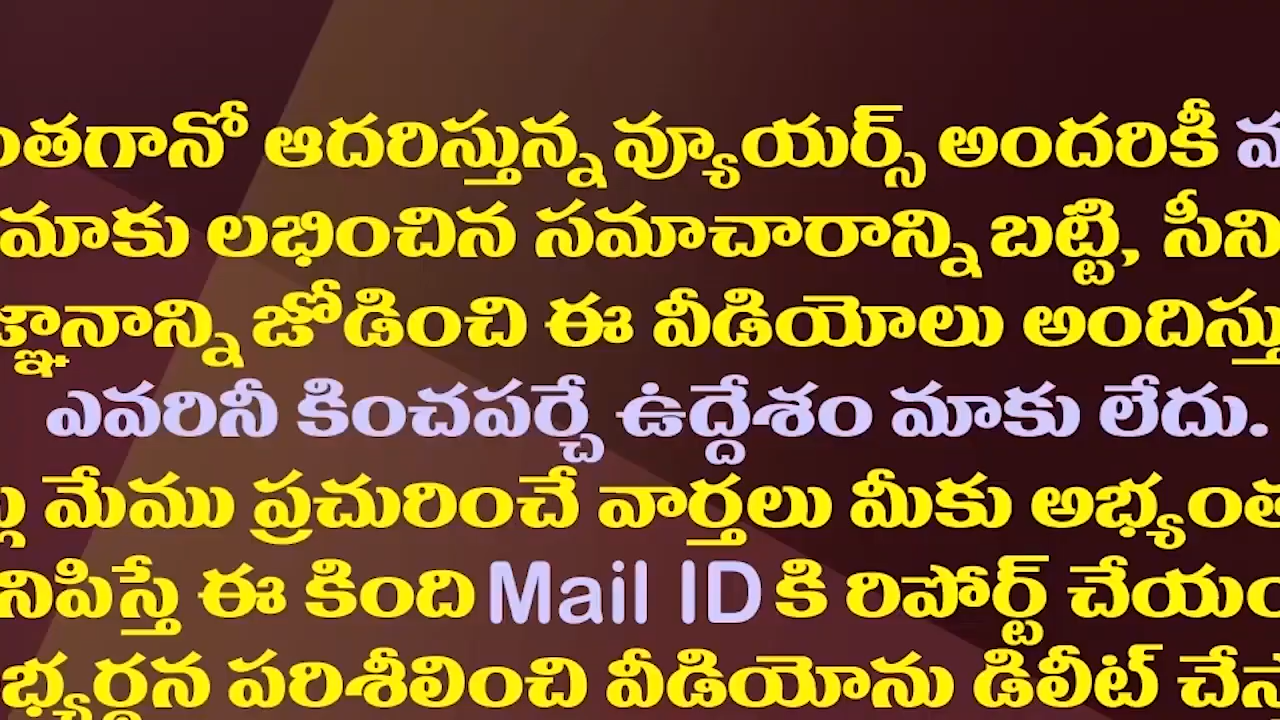 ఆదరిస్తున్న వ్యూయర్స్ అందరికీ
మాకు లభించిన సమాచారాన్ని బట్టి,
జోడించి ఈ వీడియోలు
ఎవరినీ కించపర్చే ఉద్దేశం మాకు లేదు.
మేము ప్రచురించే వార్తలు మీకు
ఈ కింది Mail ID కి రిపోర్ట్
పరిశీలించి వీడియోను డిలీట్